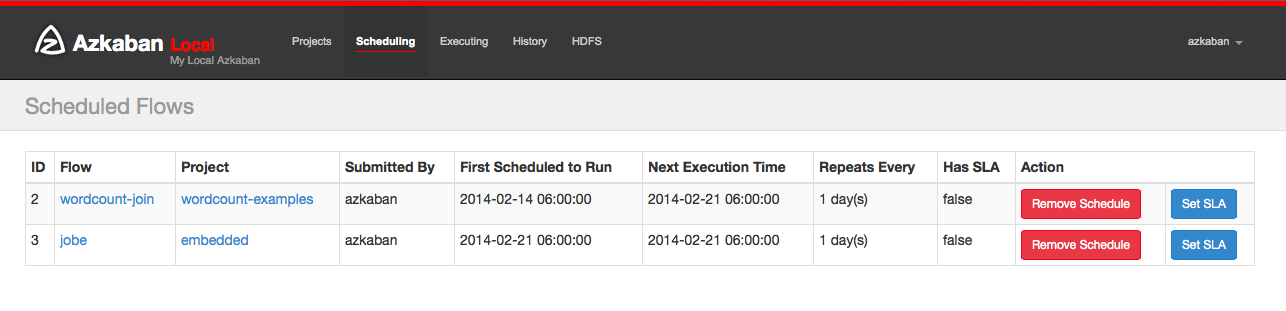 Azkaban Local
My Local Azkaban
Projects Scheduling Executing History HDFS
azkaban
Scheduled Flows
ID Flow Project Submitted By First Scheduled to Run Next Execution Time Repeats Every Has SLA Action
2 wordcount-join wordcount-examples azkaban 2014-02-14 06:00:00 2014-02-21 06:00:00 1 day(s) false Remove Schedule Set SLA
3 jobe embedded azkaban 2014-02-21 06:00:00 2014-02-21 06:00:00 1 day(s) false Remove Schedule Set SLA